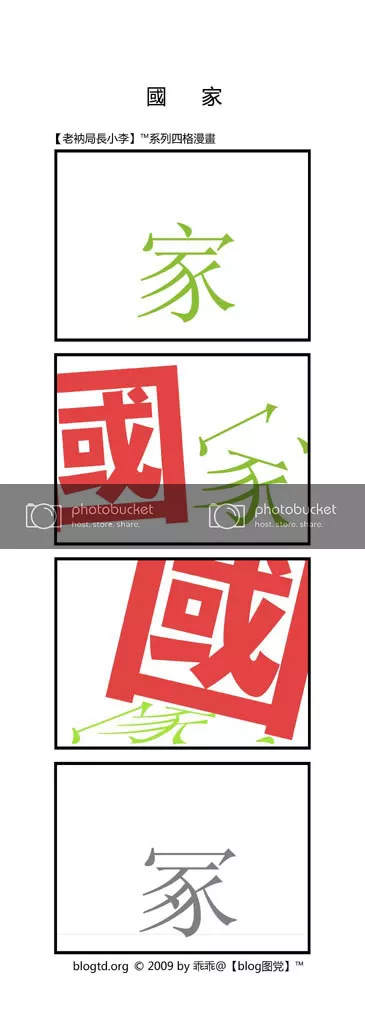 國 家
【老衲局長小李】™系列四格漫畫
家
國 家
photobucket photobucket
host. store. share. host. store. share.
國
家
冢
blogtd.org © 2009 by 乖乖@【blog图党】™